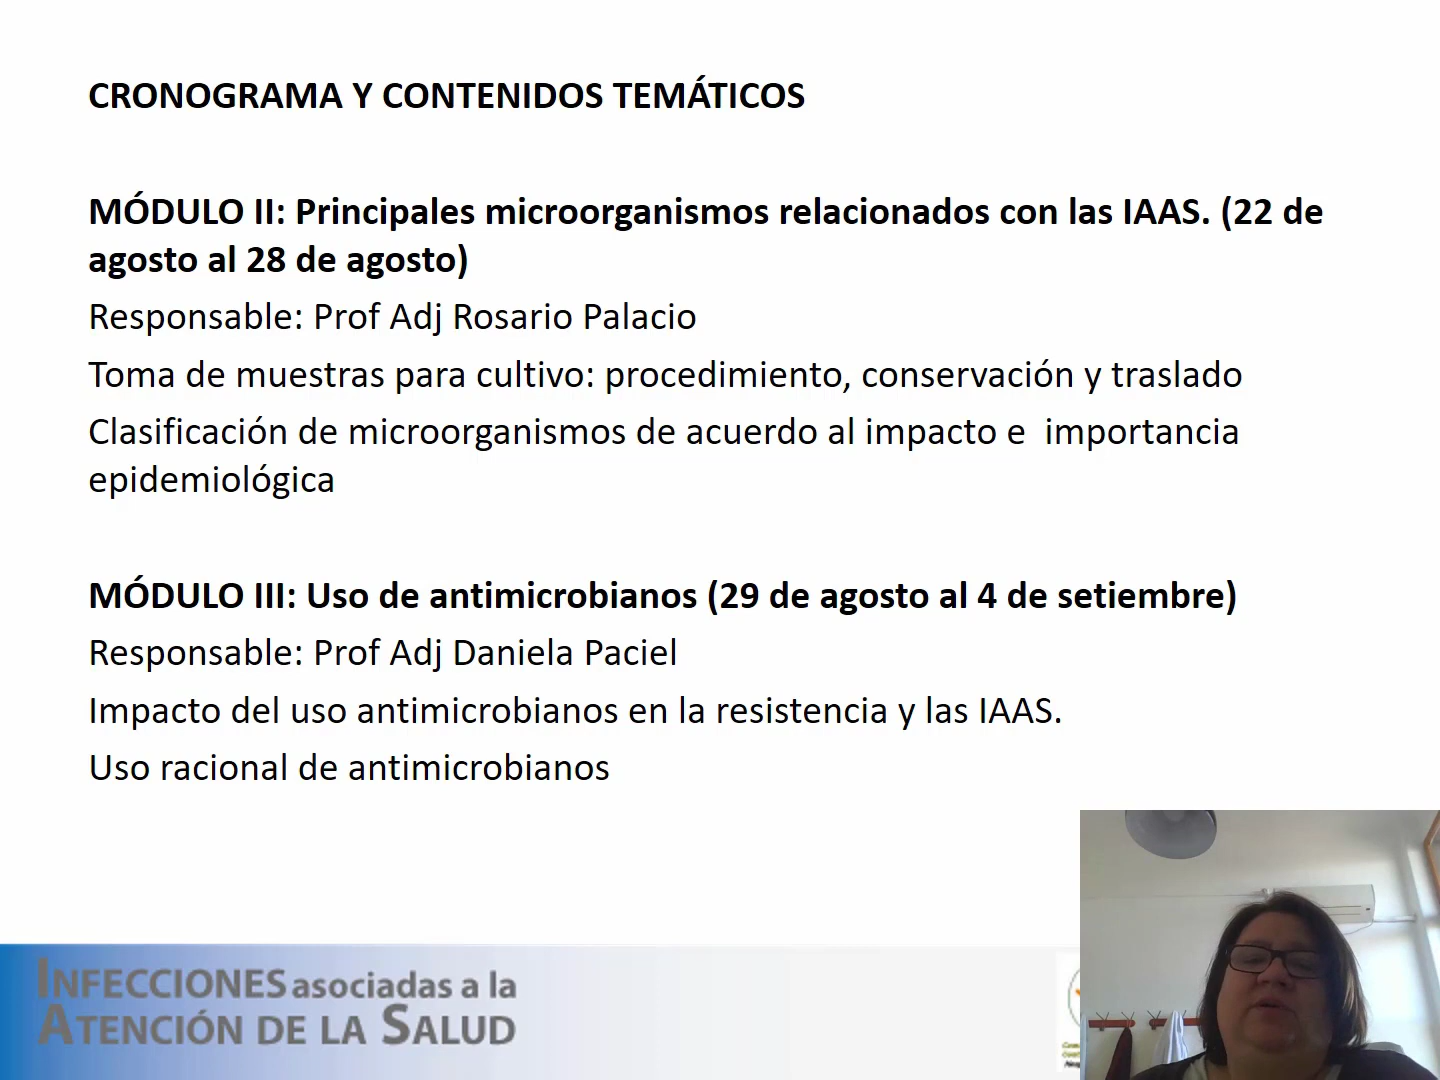 CRONOGRAMA Y CONTENIDOS TEMÁTICOS
MÓDULO II: Principales microorganismos relacionados con las IAAS. (22 de
agosto al 28 de agosto)
Responsable: Prof Adj Rosario Palacio
Toma de muestras para cultivo: procedimiento, conservación y traslado
Clasificación de microorganismos de acuerdo al impacto e  importancia
epidemiológica
MÓDULO III: Uso de antimicrobianos (29 de agosto al 4 de setiembre)
Responsable: Prof Adj Daniela Paciel
Impacto del uso antimicrobianos en la resistencia y las IAAS.
Uso racional de antimicrobianos
INFECCIONES asociadas a la
ATENCIÓN DE LA SALUD